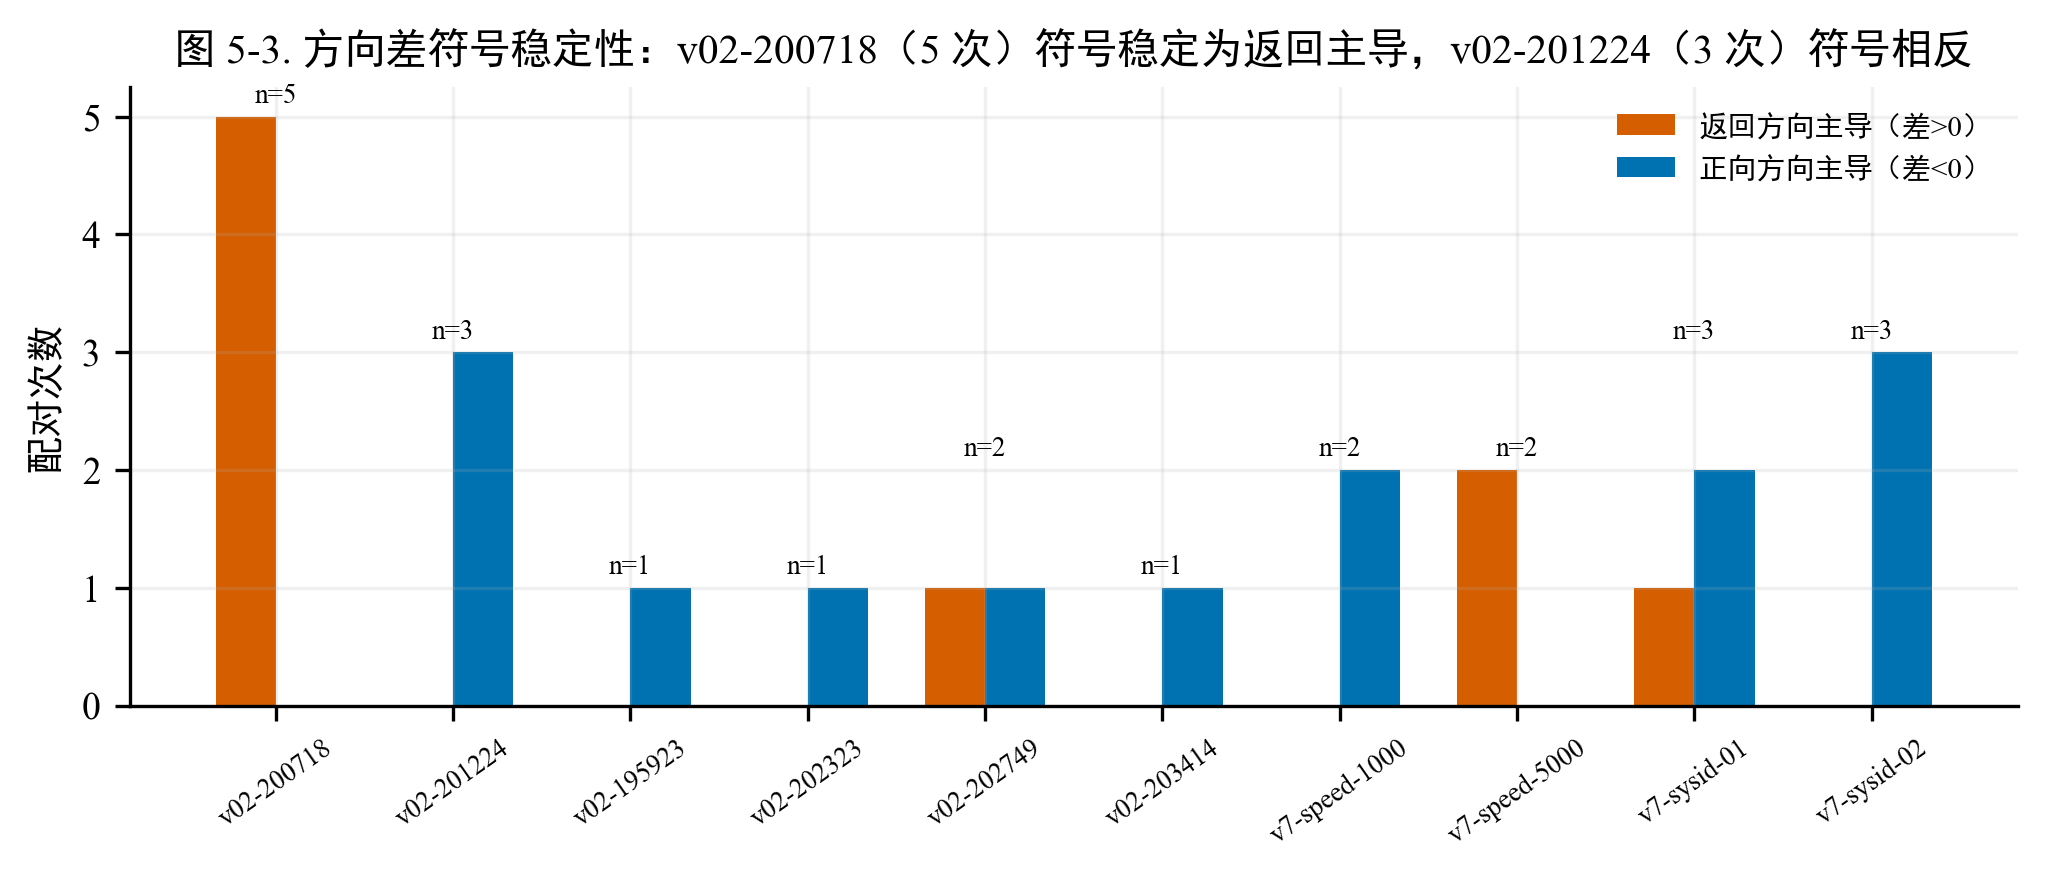 图 5-3. 方向差符号稳定性：v02-200718（5 次）符号稳定为返回主导，v02-201224（3 次）符号相反
返回方向主导（差>0）
正向方向主导（差<0）
配对次数
5
4
3
2
1
0
n=5
n=3
n=1
n=1
n=2
n=1
n=2
n=2
n=3
n=3
v02-200718
v02-201224
v02-195923
v02-202323
v02-202749
v02-203414
v7-speed-1000
v7-speed-5000
v7-sysid-01
v7-sysid-02